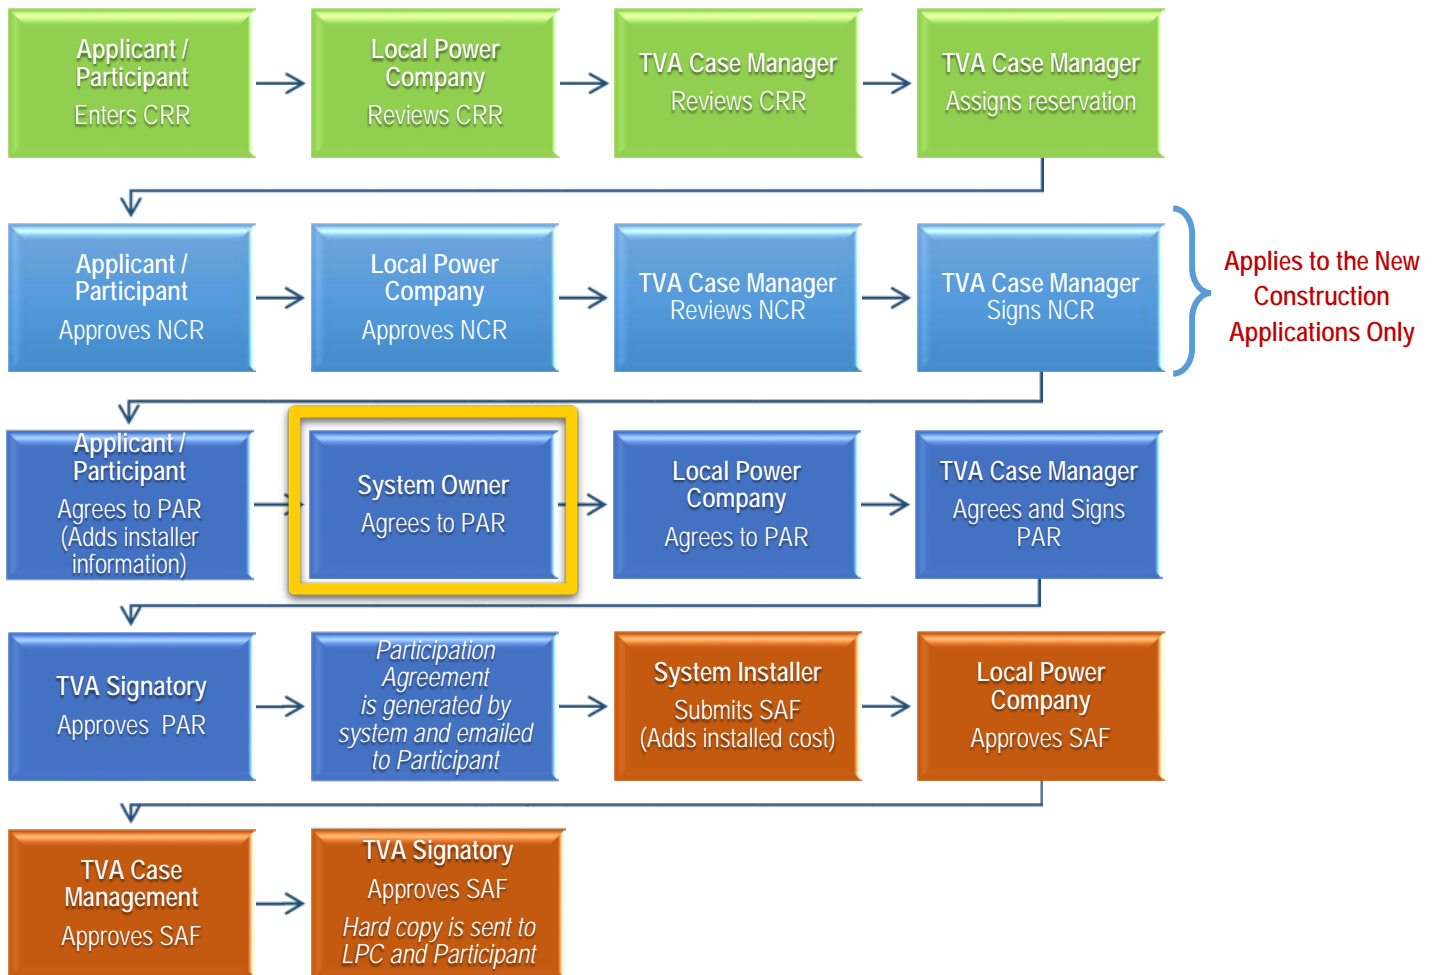 Applicant /
Participant
Enters CRR
Local Power
Company
Reviews CRR
TVA Case Manager
Reviews CRR
TVA Case Manager
Assigns reservation
Applicant /
Participant
Approves NCR
Local Power
Company
Approves NCR
TVA Case Manager
Reviews NCR
TVA Case Manager
Signs NCR
Applies to the New
Construction
Applications Only
Applicant /
Participant
Agrees to PAR
(Adds installer
information)
System Owner
Agrees to PAR
Local Power
Company
Agrees to PAR
TVA Case Manager
Agrees and Signs
PAR
TVA Signatory
Approves PAR
Participation
Agreement
is generated by
system and emailed
to Participant
System Installer
Submits SAF
(Adds installed cost)
Local Power
Company
Approves SAF
TVA Case
Management
Approves SAF
TVA Signatory
Approves SAF
Hard copy is sent to
LPC and Participant